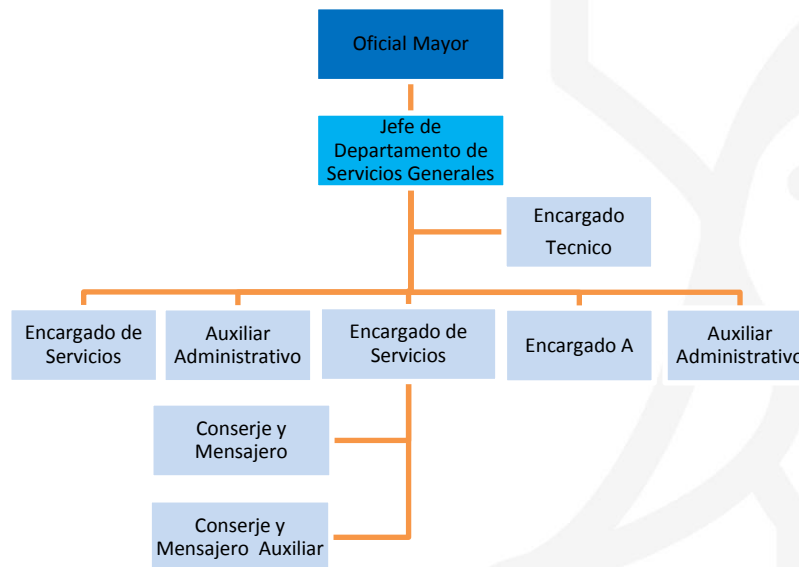 Oficial Mayor
Jefe de
Departamento de
Servicios Generales
Encargado
Tecnico
Encargado de
Servicios
Auxiliar
Administrativo
Encargado de
Servicios
Encargado A
Auxiliar
Administrativo
Conserje y
Mensajero
Conserje y
Mensajero Auxiliar